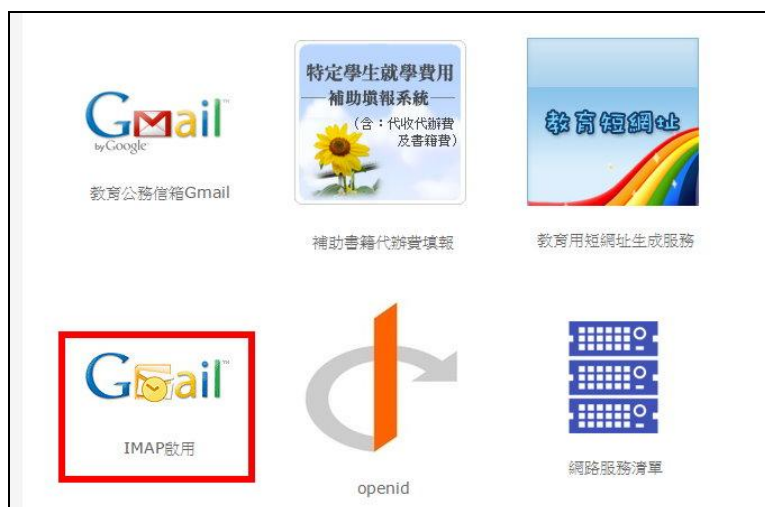 Gmail™
by Google
教育公務信箱Gmail
特定學生就學費用
補助填報系統
(含：代收代辦費
及書籍費)
補助書籍代辦費填報
教育短網址
教育用短網址生成服務
Gmail™
IMAP啟用
openid
網路服務清單